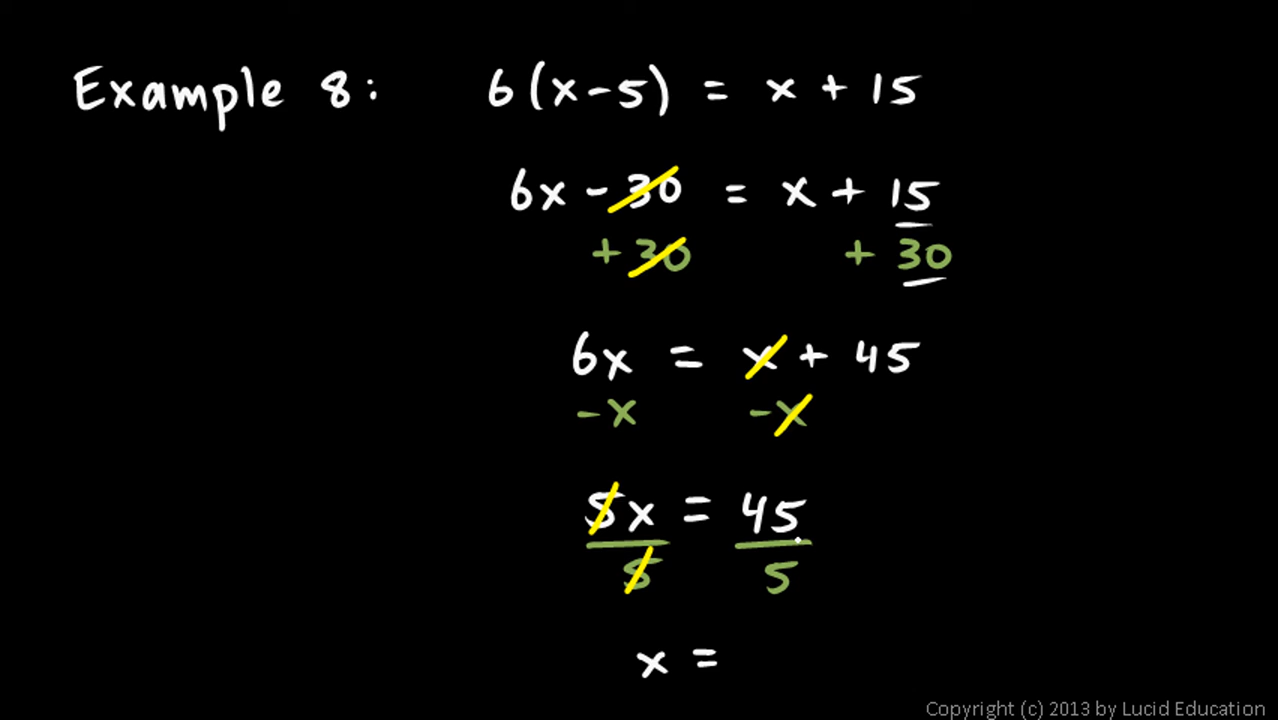 Example 8: 6(x-5) = x + 15
6x - 30 = x + 15
+ 30 + 30
6x = x + 45
-x -x
5x = 45
5 5
x =
Copyright (c) 2013 by Lucid Education